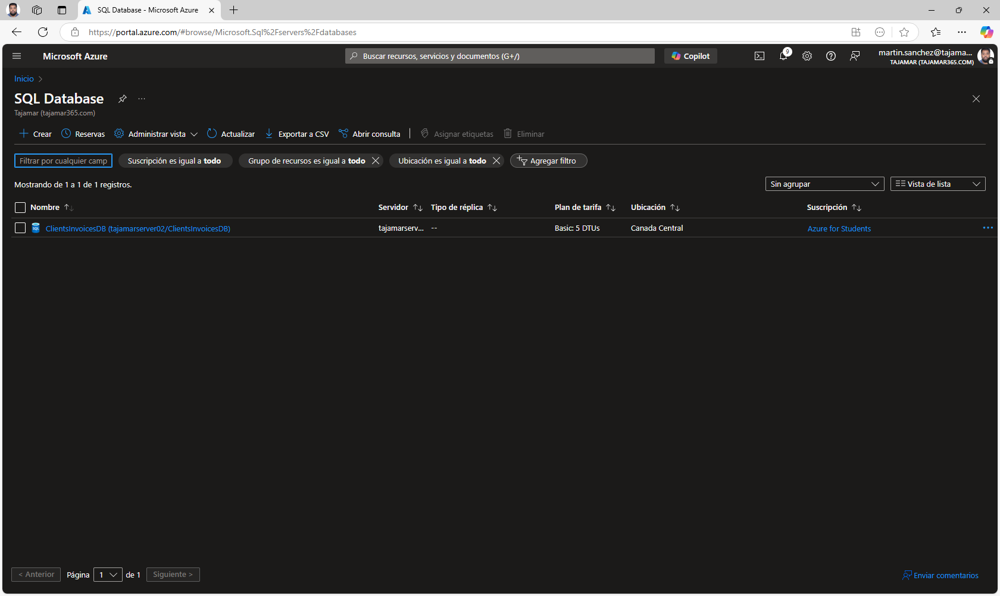 SQL Database - Microsoft Azure
https://portal.azure.com/#browse/Microsoft.Sql%2Fservers%2Fdatabases
Microsoft Azure
Buscar recursos, servicios y documentos (G+/)
Copilot
9
martin.sanchez@tajama...
TAJAMAR (TAJAMAR365.COM)
Inicio
SQL Database
Tajamar (tajamar365.com)
Crear Reservas Administrar vista Actualizar Exportar a CSV Abrir consulta Asignar etiquetas Eliminar
Filtrar por cualquier camp Suscripción es igual a todo Grupo de recursos es igual a todo Ubicación es igual a todo Agregar filtro
Mostrando de 1 a 1 de 1 registros. Sin agrupar Vista de lista
Nombre Servidor Tipo de réplica Plan de tarifa Ubicación Suscripción
SQL ClientsInvoicesDB (tajamarserver02/ClientsInvoicesDB) tajamarserv... -- Basic: 5 DTUs Canada Central Azure for Students
< Anterior Página 1 de 1 Siguiente > Enviar comentarios